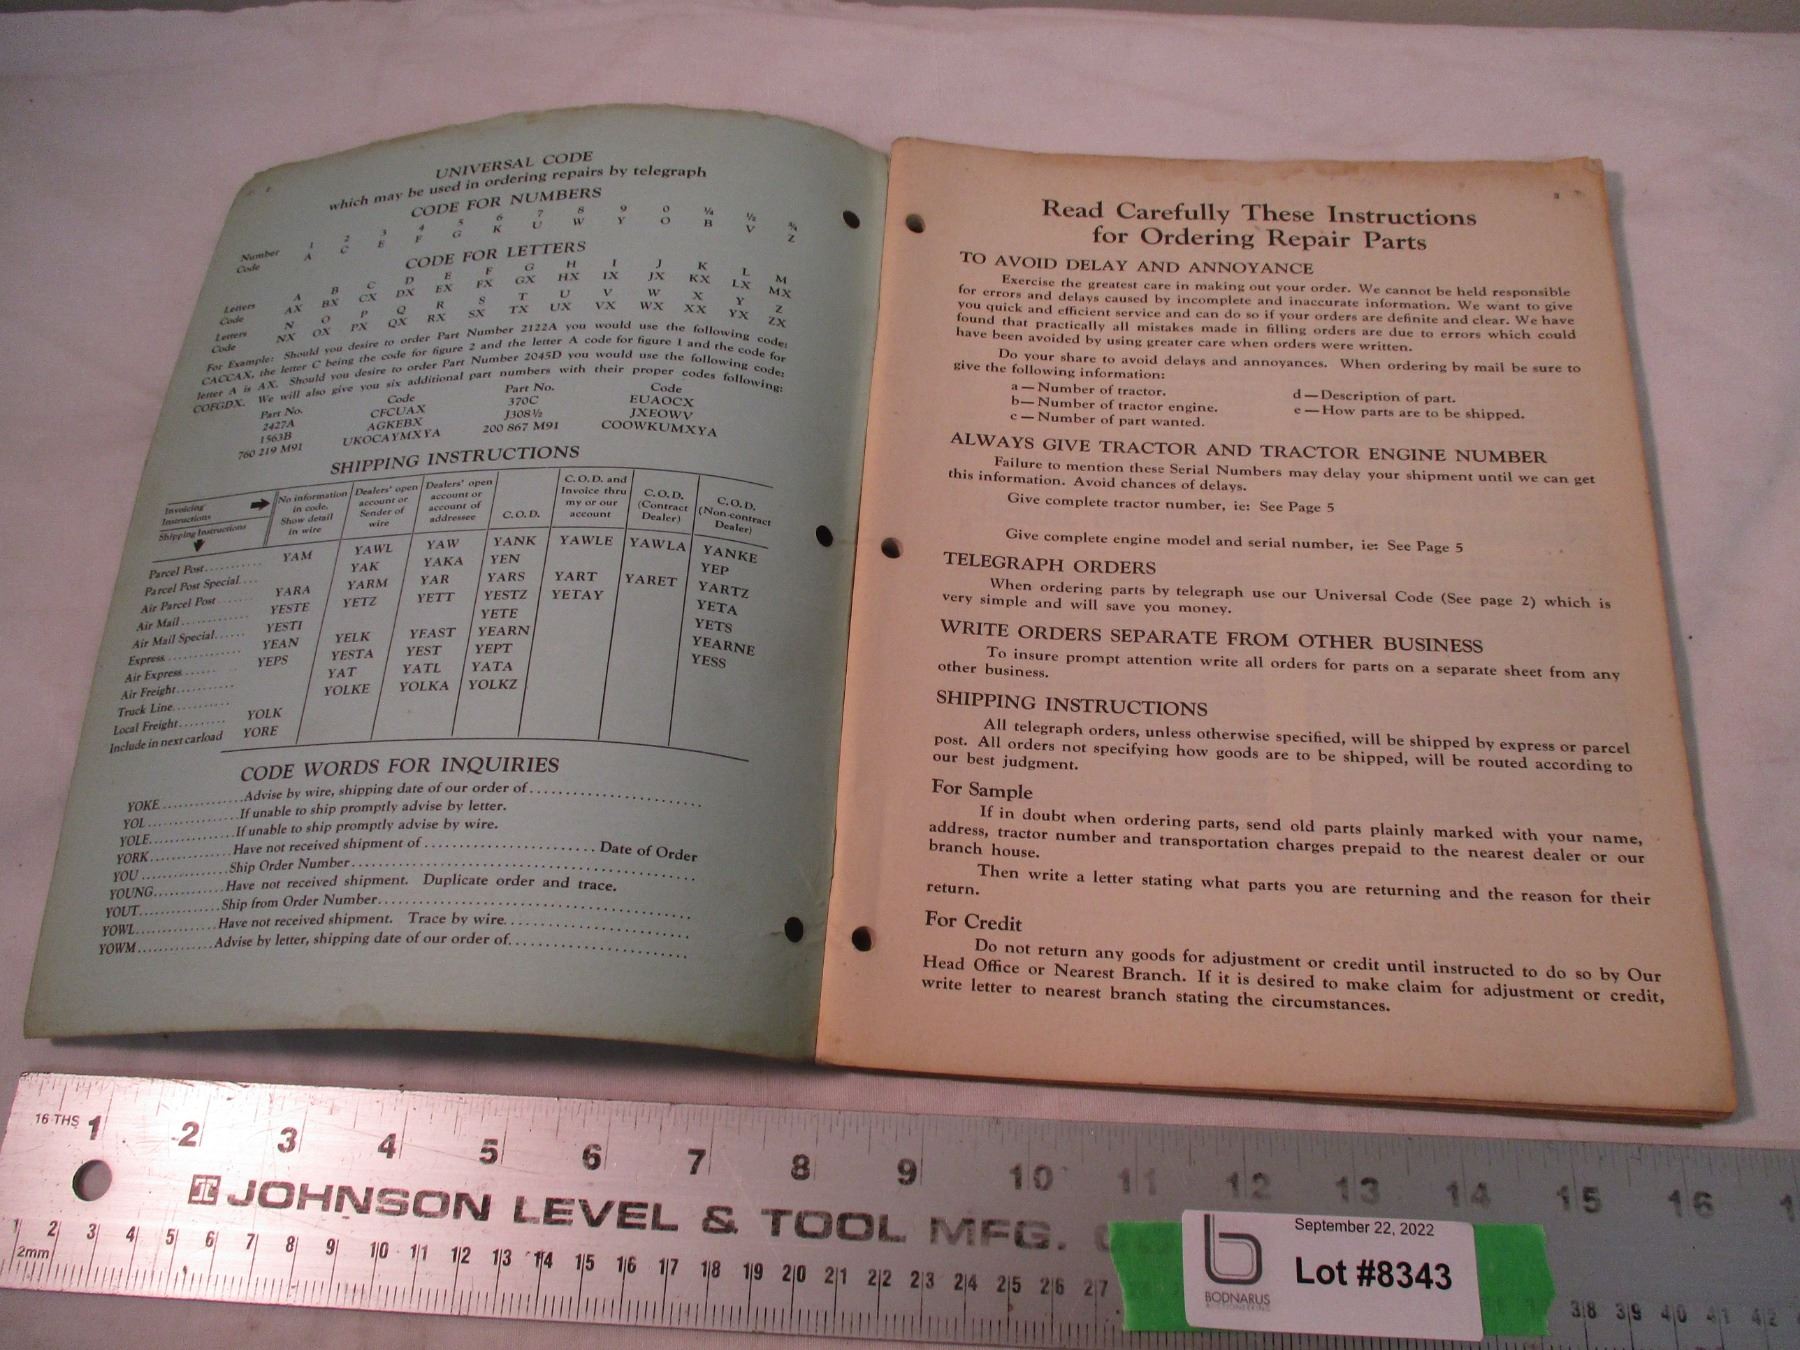 UNIVERSAL CODE
which may be used in ordering repairs by telegraph
CODE FOR NUMBERS
Number 1 2 3 4 5 6 7 8 9 0 ¼ ½ ¾
Code A C E F G K U W Y O B V Z
CODE FOR LETTERS
Letters A B C D E F G H I J K L M
Code AX BX CX DX EX FX GX HX IX JX KX LX MX
Letters N O P Q R S T U V W X Y Z
Code NX OX PX QX RX SX TX UX VX WX XX YX ZX
For Example: Should you desire to order Part Number 2122A you would use the following code:
CACCAX, the letter C being the code for figure 2 and the letter A code for figure 1 and the code for
letter A is AX. Should you desire to order Part Number 2045D you would use the following code:
COFGDX. We will also give you six additional part numbers with their proper codes following:
Part No. Code Part No. Code
2427A CFCUAX 370C EUAOCX
1563B AGKEBX J308½ JXEOWV
760 219 M91 UKOCAYMXYA 200 867 M91 COOWKUMXYA
SHIPPING INSTRUCTIONS
Invoicing Instructions
Shipping Instructions
No information in code. Show detail in wire
Dealers' open account or Sender of wire
Dealers' open account or account of addressee
C.O.D.
C.O.D. and Invoice thru my or our account
C.O.D. (Contract Dealer)
C.O.D. (Non-contract Dealer)
Parcel Post.......... YAM YAWL YAW YANK YAWLE YAWLA YANKE
Parcel Post Special.... YAK YAKA YEN YEP
Air Parcel Post....... YARA YARM YAR YARS YART YARET YARTZ
Air Mail............ YESTE YETZ YETT YESTZ YETAY YETA
Air Mail Special...... YESTI YETE YETS
Express............. YEAN YELK YEAST YEARN YEARNE
Air Express...... YEPS YESTA YEST YEPT YESS
Air Freight.......... YAT YATL YATA
Truck Line.......... YOLKE YOLKA YOLKZ
Local Freight......... YOLK
Include in next carload YORE
CODE WORDS FOR INQUIRIES
YOKE..............Advise by wire, shipping date of our order of..............................
YOL..............If unable to ship promptly advise by letter.
YOLE..............If unable to ship promptly advise by wire.
YORK..............Have not received shipment of..............................Date of Order
YOU..............Ship Order Number..............................
YOUNG..............Have not received shipment. Duplicate order and trace.
YOUT..............Ship from Order Number..............................
YOWL..............Have not received shipment. Trace by wire..............................
YOWM..............Advise by letter, shipping date of our order of..............................
Read Carefully These Instructions
for Ordering Repair Parts
TO AVOID DELAY AND ANNOYANCE
Exercise the greatest care in making out your order. We cannot be held responsible
for errors and delays caused by incomplete and inaccurate information. We want to give
you quick and efficient service and can do so if your orders are definite and clear. We have
found that practically all mistakes made in filling orders are due to errors which could
have been avoided by using greater care when orders were written.
Do your share to avoid delays and annoyances. When ordering by mail be sure to
give the following information:
a—Number of tractor. d—Description of part.
b—Number of tractor engine. e—How parts are to be shipped.
c—Number of part wanted.
ALWAYS GIVE TRACTOR AND TRACTOR ENGINE NUMBER
Failure to mention these Serial Numbers may delay your shipment until we can get
this information. Avoid chances of delays.
Give complete tractor number, ie: See Page 5
Give complete engine model and serial number, ie: See Page 5
TELEGRAPH ORDERS
When ordering parts by telegraph use our Universal Code (See page 2) which is
very simple and will save you money.
WRITE ORDERS SEPARATE FROM OTHER BUSINESS
To insure prompt attention write all orders for parts on a separate sheet from any
other business.
SHIPPING INSTRUCTIONS
All telegraph orders, unless otherwise specified, will be shipped by express or parcel
post. All orders not specifying how goods are to be shipped, will be routed according to
our best judgment.
For Sample
If in doubt when ordering parts, send old parts plainly marked with your name,
address, tractor number and transportation charges prepaid to the nearest dealer or our
branch house.
Then write a letter stating what parts you are returning and the reason for their
return.
For Credit
Do not return any goods for adjustment or credit until instructed to do so by Our
Head Office or Nearest Branch. If it is desired to make claim for adjustment or credit,
write letter to nearest branch stating the circumstances.
16 THS 1 2 3 4 5 6 7 8 9 10 11 12 13 14 15 16
JOHNSON LEVEL & TOOL MFG.
1 2 3 4 5 6 7 8 9 10 11 12 13 14 15 16 17 18 19 20 21 22 23 24 25 26 27 38 39 40 41 42
2mm
September 22, 2022
Lot #8343
BODNARUS
AUCTIONEERING